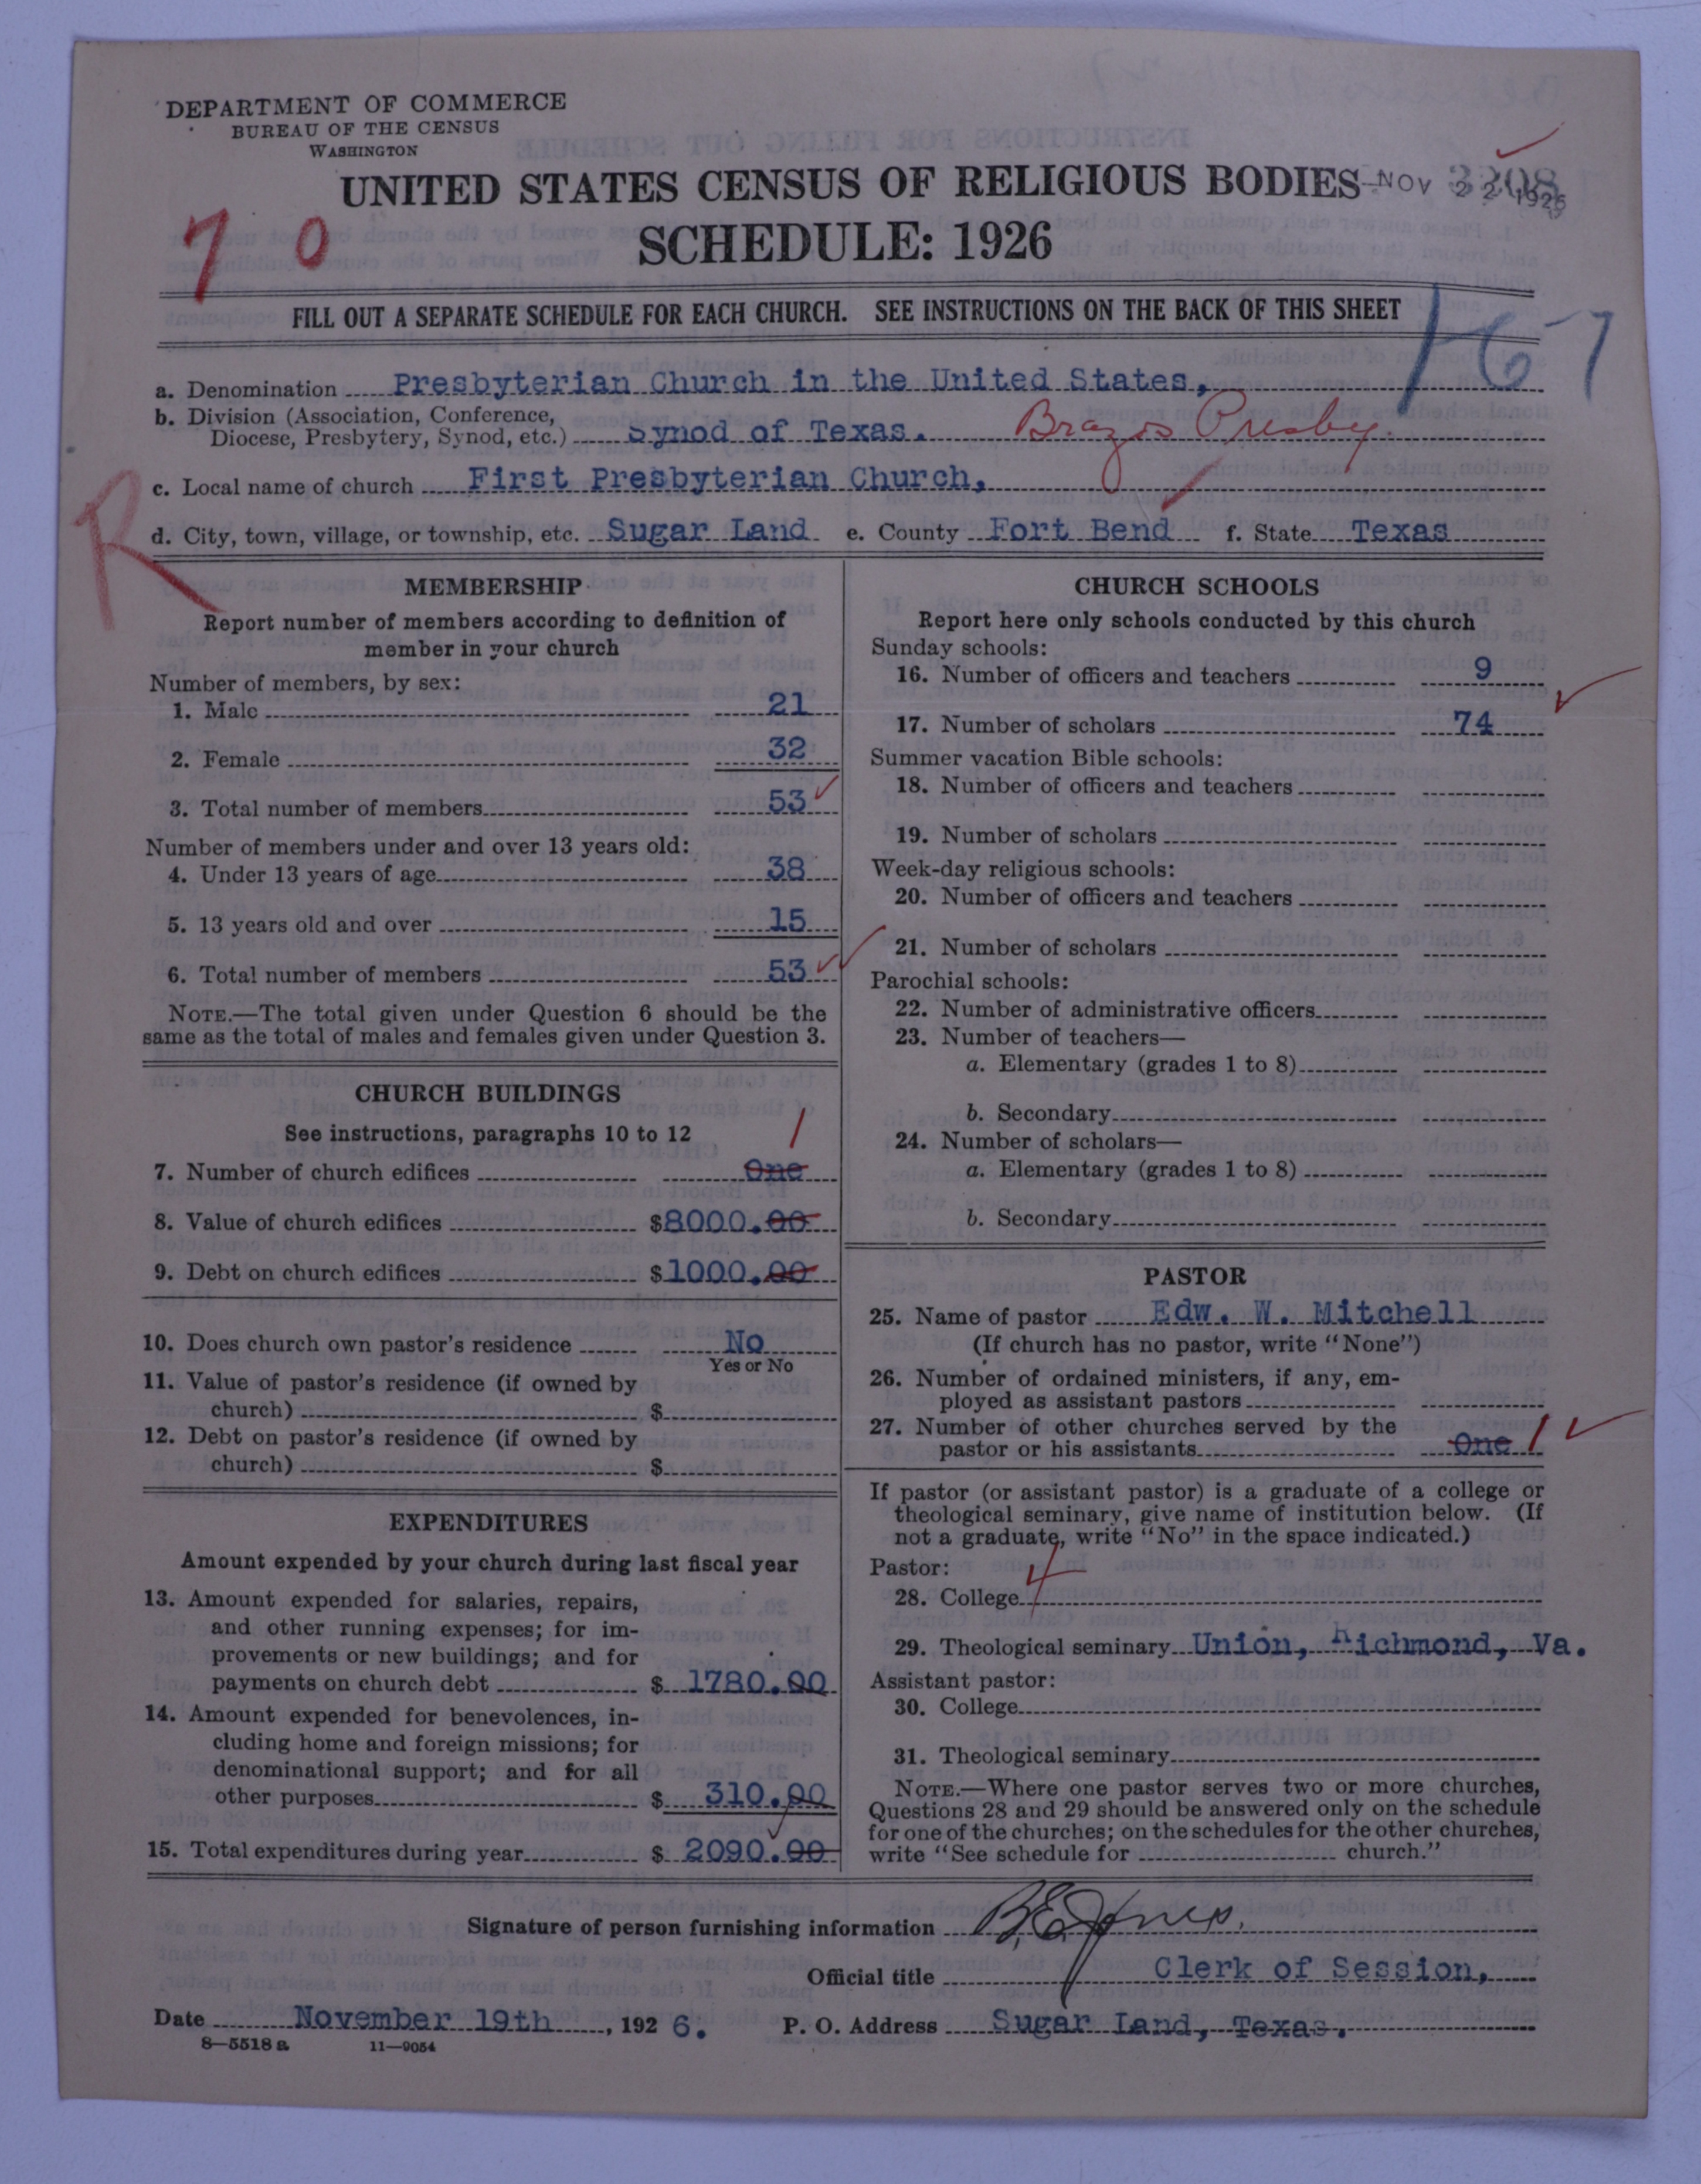 DEPARTMENT OF COMMERCE
BUREAU OF THE CENSUS
WASHINGTON
UNITED STATES CENSUS OF RELIGIOUS BODIES
NOV 22 1926
SCHEDULE: 1926
7 0
FILL OUT A SEPARATE SCHEDULE FOR EACH CHURCH. SEE INSTRUCTIONS ON THE BACK OF THIS SHEET
a. Denomination Presbyterian Church in the United States,
b. Division (Association, Conference,
Diocese, Presbytery, Synod, etc.) Synod of Texas. Brazos Presby.
c. Local name of church First Presbyterian Church,
R
d. City, town, village, or township, etc. Sugar Land e. County Fort Bend f. State Texas
MEMBERSHIP
Report number of members according to definition of
member in your church
Number of members, by sex:
1. Male 21
2. Female 32
3. Total number of members 53
Number of members under and over 13 years old:
4. Under 13 years of age 38
5. 13 years old and over 15
6. Total number of members 53
NOTE.—The total given under Question 6 should be the
same as the total of males and females given under Question 3.
CHURCH BUILDINGS
See instructions, paragraphs 10 to 12
7. Number of church edifices One 1
8. Value of church edifices $8000.00
9. Debt on church edifices $1000.00
10. Does church own pastor's residence No
Yes or No
11. Value of pastor's residence (if owned by
church) $
12. Debt on pastor's residence (if owned by
church) $
EXPENDITURES
Amount expended by your church during last fiscal year
13. Amount expended for salaries, repairs,
and other running expenses; for im-
provements or new buildings; and for
payments on church debt $ 1780.00
14. Amount expended for benevolences, in-
cluding home and foreign missions; for
denominational support; and for all
other purposes $ 310.00
15. Total expenditures during year $ 2090.00
CHURCH SCHOOLS
Report here only schools conducted by this church
Sunday schools:
16. Number of officers and teachers 9
17. Number of scholars 74
Summer vacation Bible schools:
18. Number of officers and teachers
19. Number of scholars
Week-day religious schools:
20. Number of officers and teachers
21. Number of scholars
Parochial schools:
22. Number of administrative officers
23. Number of teachers—
a. Elementary (grades 1 to 8)
b. Secondary
24. Number of scholars—
a. Elementary (grades 1 to 8)
b. Secondary
PASTOR
25. Name of pastor Edw. W. Mitchell
(If church has no pastor, write "None")
26. Number of ordained ministers, if any, em-
ployed as assistant pastors
27. Number of other churches served by the
pastor or his assistants One 1
If pastor (or assistant pastor) is a graduate of a college or
theological seminary, give name of institution below. (If
not a graduate, write "No" in the space indicated.)
Pastor:
28. College 4
29. Theological seminary Union, Richmond, Va.
Assistant pastor:
30. College
31. Theological seminary
NOTE.—Where one pastor serves two or more churches,
Questions 28 and 29 should be answered only on the schedule
for one of the churches; on the schedules for the other churches,
write "See schedule for church."
Signature of person furnishing information B.E. Jones.
Official title Clerk of Session,
Date November 19th, 1926. P. O. Address Sugar Land, Texas.
8—5518 a 11—9054